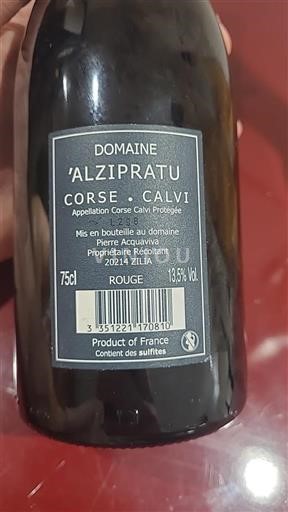 DOMAINE
'ALZIPRATU
CORSE . CALVI
Appellation Corse Calvi Protégée
L238
Mis en bouteille au domaine
Pierre Acquaviva
Propriétaire Récoltant
20214 ZILIA
75cl
ROUGE
13,5% Vol.
3 351221 170810
Product of France
Contient des sulfites